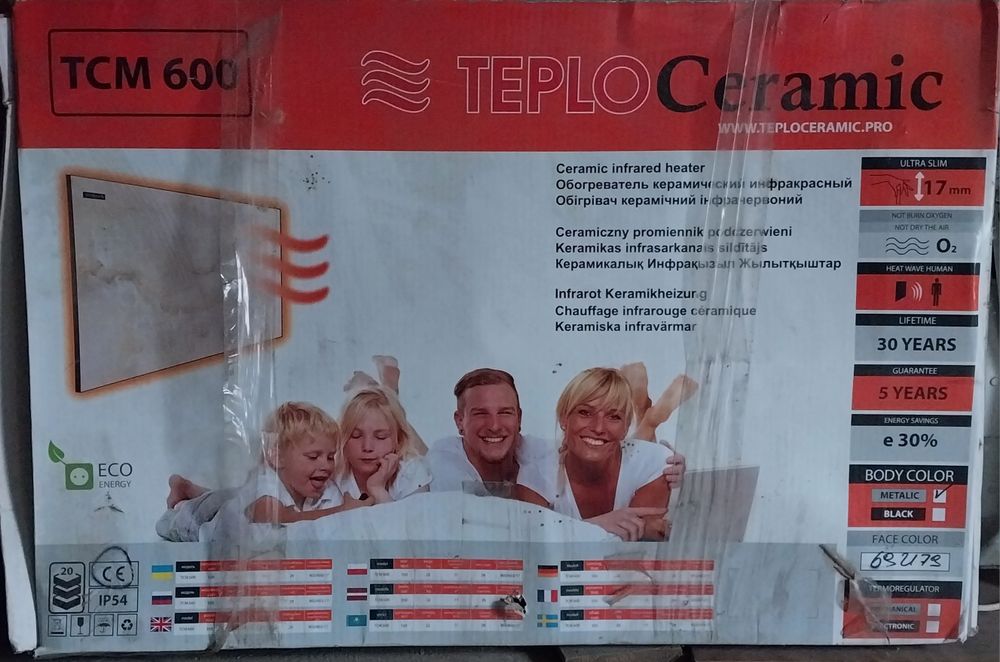 TCM 600
TEPLOCeramic
WWW.TEPLOCERAMIC.PRO
Ceramic infrared heater
Обогреватель керамический инфракрасный
Обігрівач керамічний інфрачервоний
Ceramiczny promiennik podczerwieni
Keramikas infrasarkanais sildītājs
Керамикалық Инфрақызыл Жылытқыштар
Infrarot Keramikheizung
Chauffage infrarouge céramique
Keramiska infravärmar
ULTRA SLIM
17 mm
NOT BURN OXYGEN
NOT DRY THE AIR
O2
HEAT WAVE HUMAN
LIFETIME
30 YEARS
GUARANTEE
5 YEARS
ENERGY SAVINGS
e 30%
BODY COLOR
METALIC
BLACK
FACE COLOR
692179
TERMOREGULATOR
ECO
ENERGY
20
CE
IP54